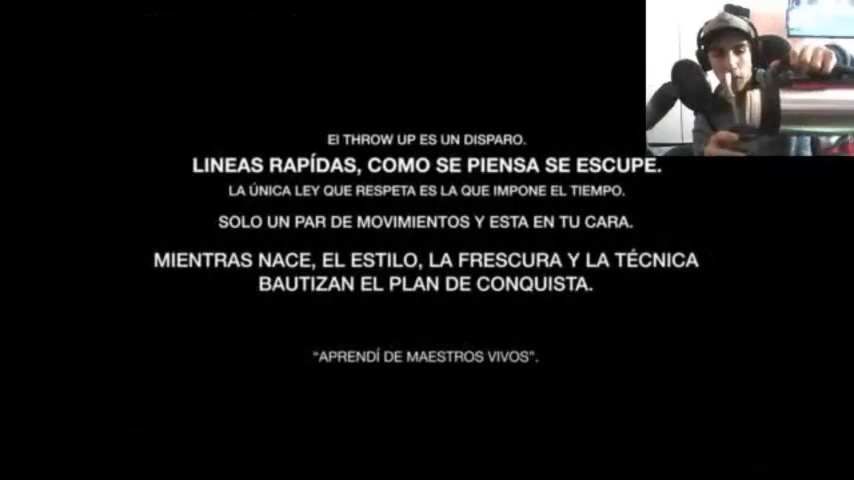 El THROW UP ES UN DISPARO.
LINEAS RAPÍDAS, COMO SE PIENSA SE ESCUPE.
LA ÚNICA LEY QUE RESPETA ES LA QUE IMPONE EL TIEMPO.
SOLO UN PAR DE MOVIMIENTOS Y ESTA EN TU CARA.
MIENTRAS NACE, EL ESTILO, LA FRESCURA Y LA TÉCNICA
BAUTIZAN EL PLAN DE CONQUISTA.
“APRENDÍ DE MAESTROS VIVOS”.